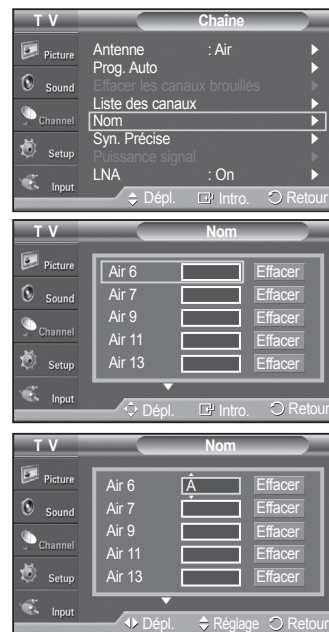 T V Chaîne
Picture Antenne : Air
Prog. Auto
Effacer les canaux brouillés
Sound Liste des canaux
Channel Nom
Syn. Précise
Setup Puissance signal
Input LNA : On
Dépl. Intro. Retour
T V Nom
Picture Air 6 Effacer
Sound Air 7 Effacer
Air 9 Effacer
Channel Air 11 Effacer
Setup Air 13 Effacer
Input
Dépl. Intro. Retour
T V Nom
Picture Air 6 A Effacer
Sound Air 7 Effacer
Air 9 Effacer
Channel Air 11 Effacer
Setup Air 13 Effacer
Input
Dépl. Réglage Retour